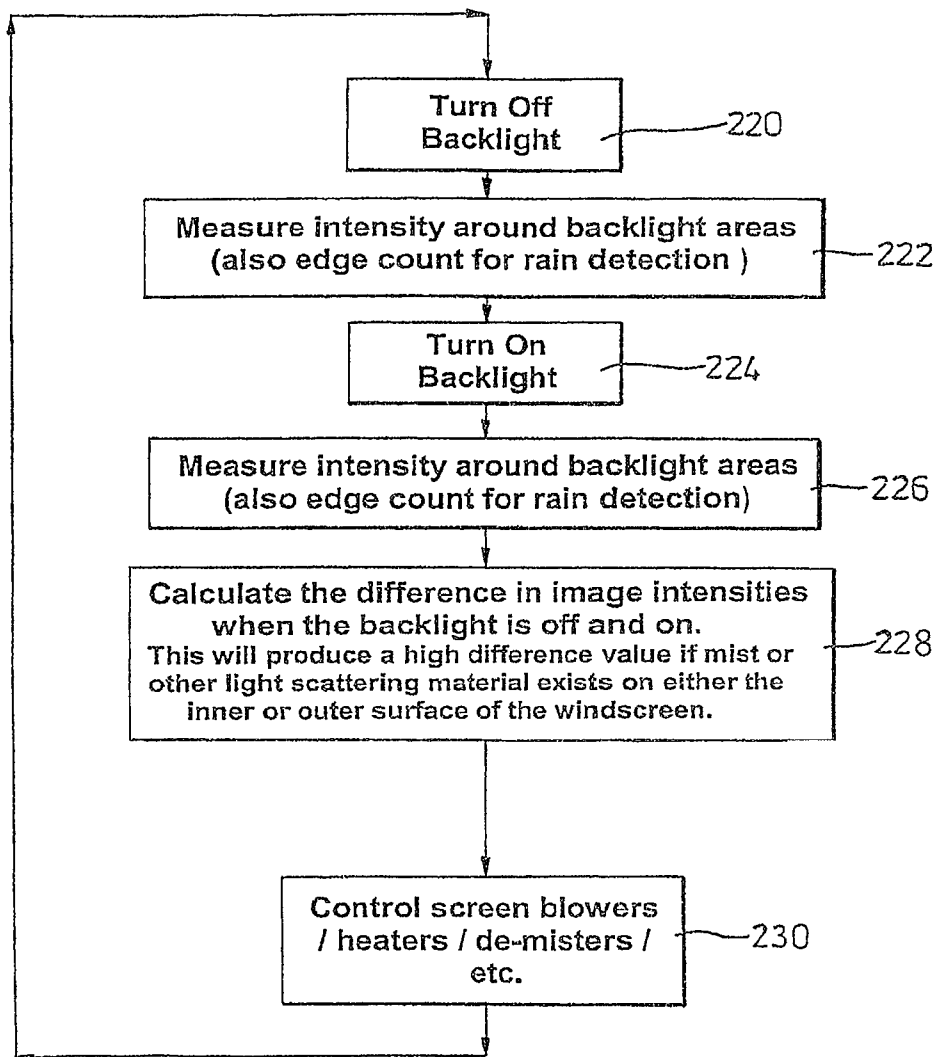 Turn Off
Backlight
220
Measure intensity around backlight areas
(also edge count for rain detection )
222
Turn On
Backlight
224
Measure intensity around backlight areas
(also edge count for rain detection)
226
Calculate the difference in image intensities
when the backlight is off and on.
This will produce a high difference value if mist or
other light scattering material exists on either the
inner or outer surface of the windscreen.
228
Control screen blowers
/ heaters / de-misters /
etc.
230